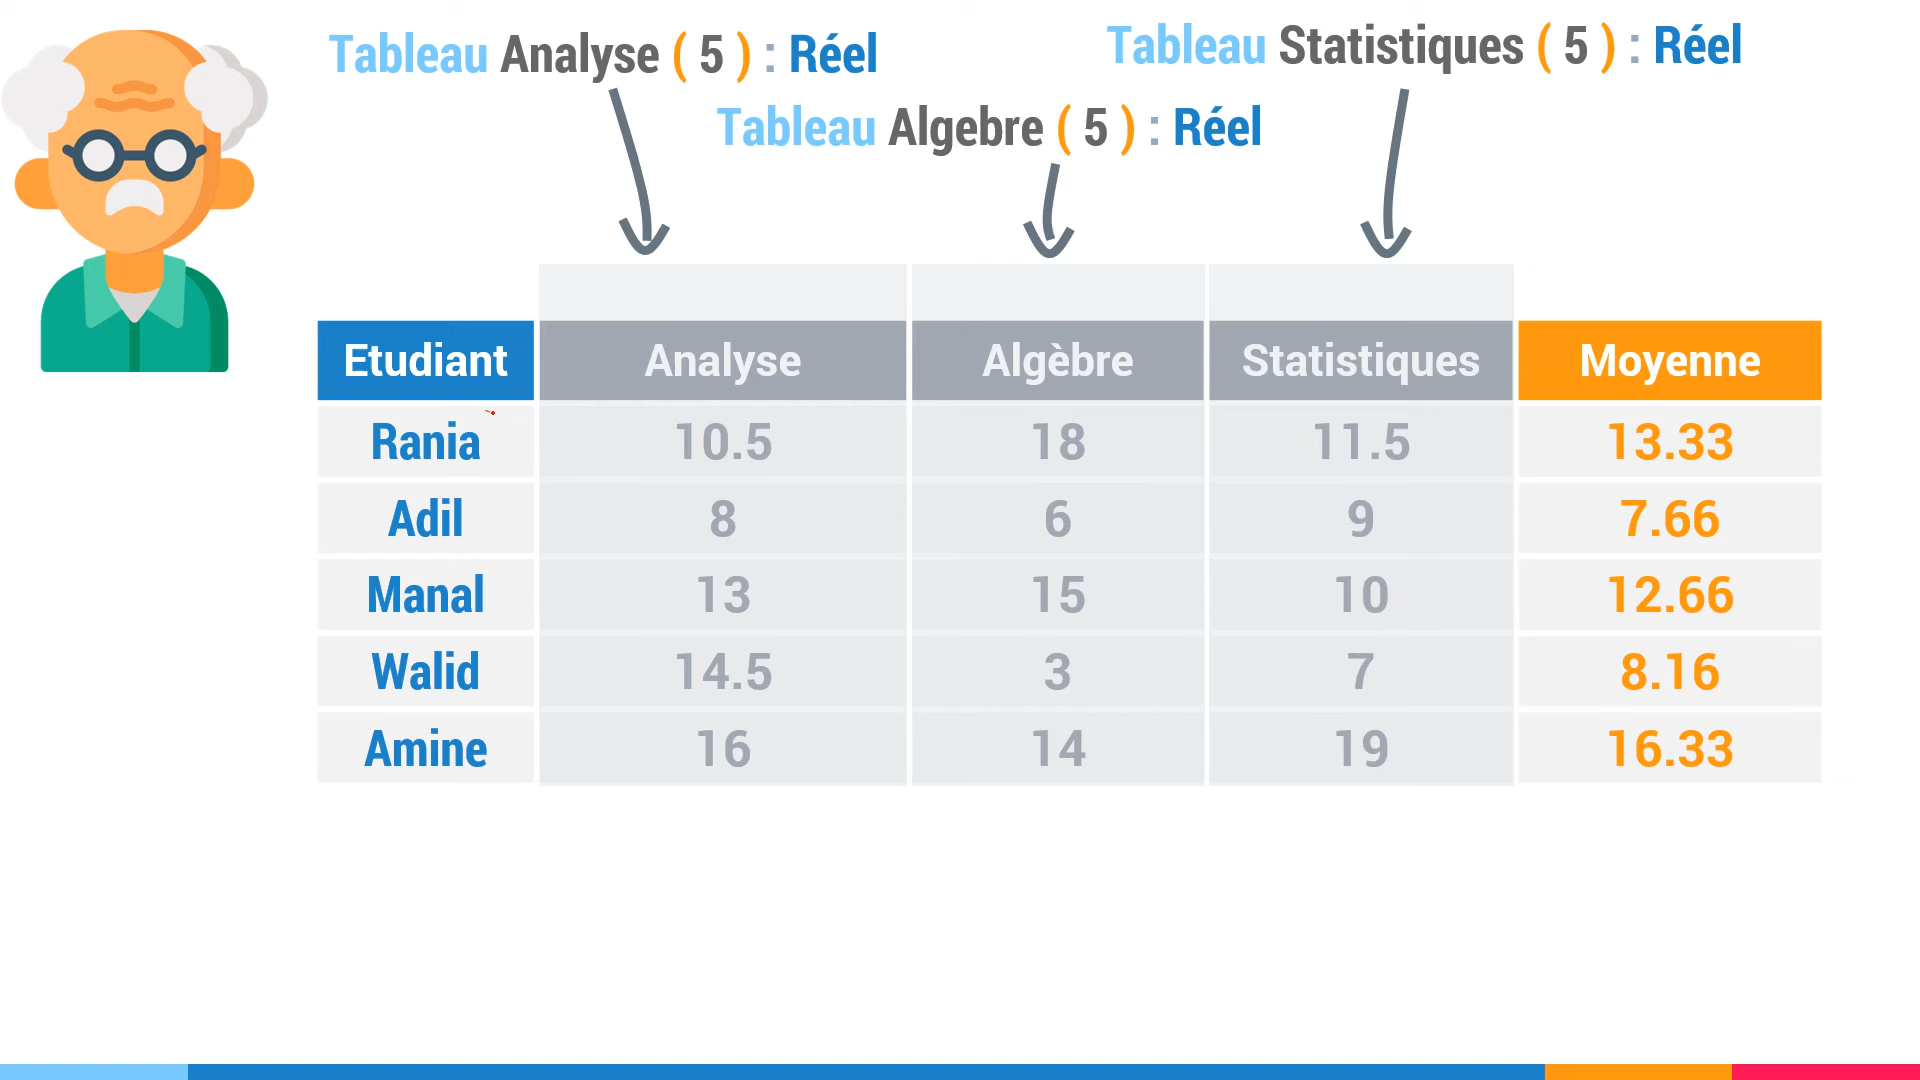 Tableau Analyse ( 5 ) : Réel
Tableau Statistiques ( 5 ) : Réel
Tableau Algebre ( 5 ) : Réel
Etudiant Analyse Algèbre Statistiques Moyenne
Rania 10.5 18 11.5 13.33
Adil 8 6 9 7.66
Manal 13 15 10 12.66
Walid 14.5 3 7 8.16
Amine 16 14 19 16.33